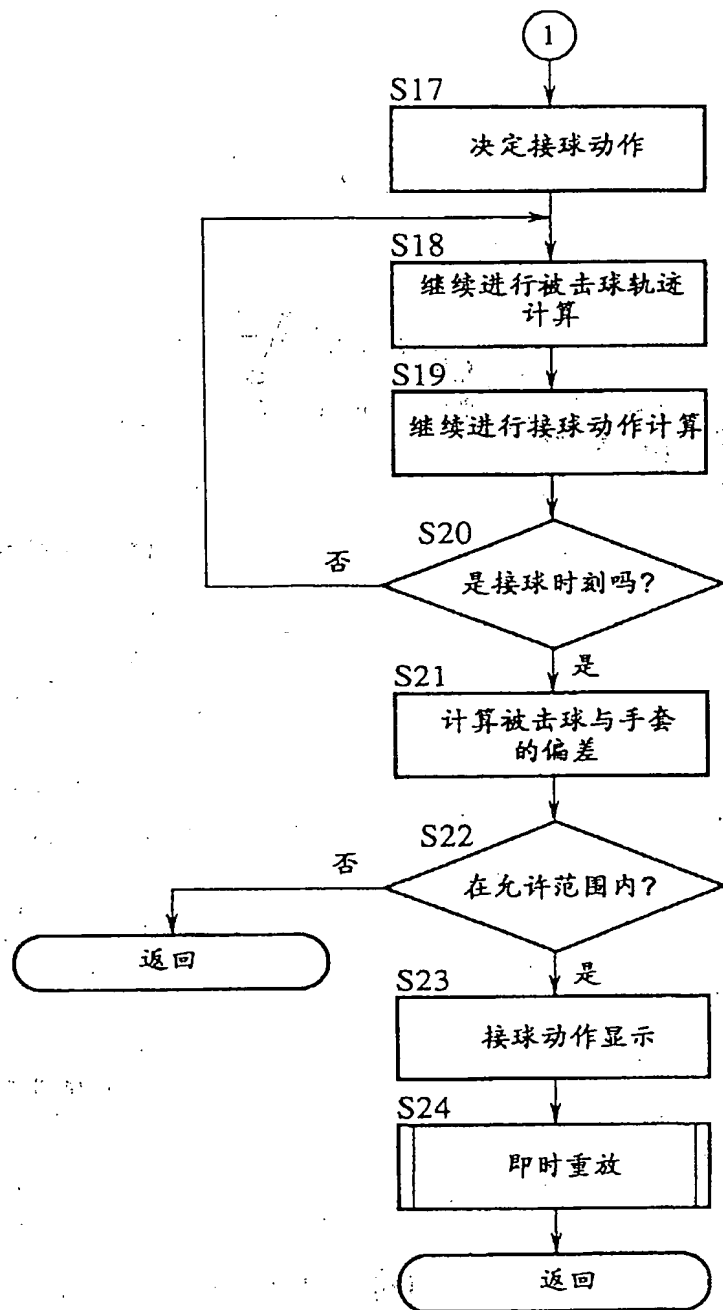 1
S17
决定接球动作
S18
继续进行被击球轨迹
计算
S19
继续进行接球动作计算
S20
否
是接球时刻吗?
是
S21
计算被击球与手套
的偏差
S22
否
在允许范围内?
返回
是
S23
接球动作显示
S24
即时重放
返回